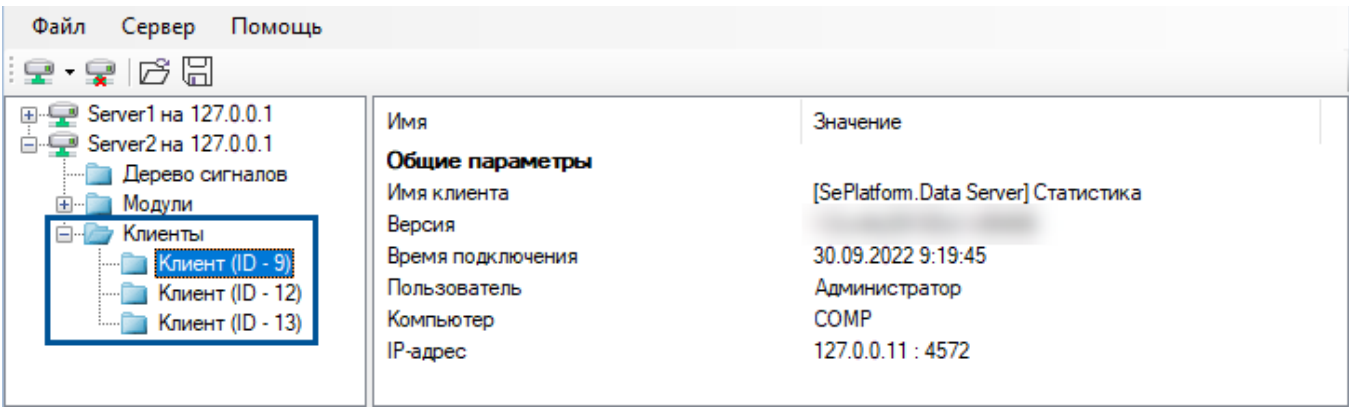 Файл Сервер Помощь
Server1 на 127.0.0.1
Server2 на 127.0.0.1
Дерево сигналов
Модули
Клиенты
Клиент (ID - 9)
Клиент (ID - 12)
Клиент (ID - 13)
Имя Значение
Общие параметры
Имя клиента [SePlatform.Data Server] Статистика
Версия
Время подключения 30.09.2022 9:19:45
Пользователь Администратор
Компьютер COMP
IP-адрес 127.0.0.11 : 4572